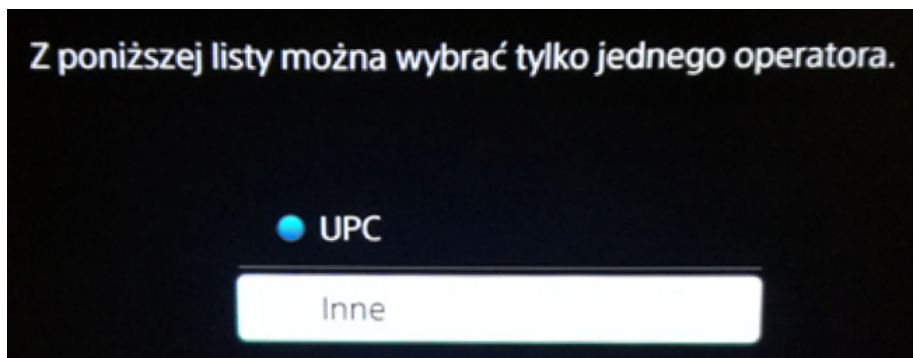 Z poniższej listy można wybrać tylko jednego operatora.
UPC
Inne